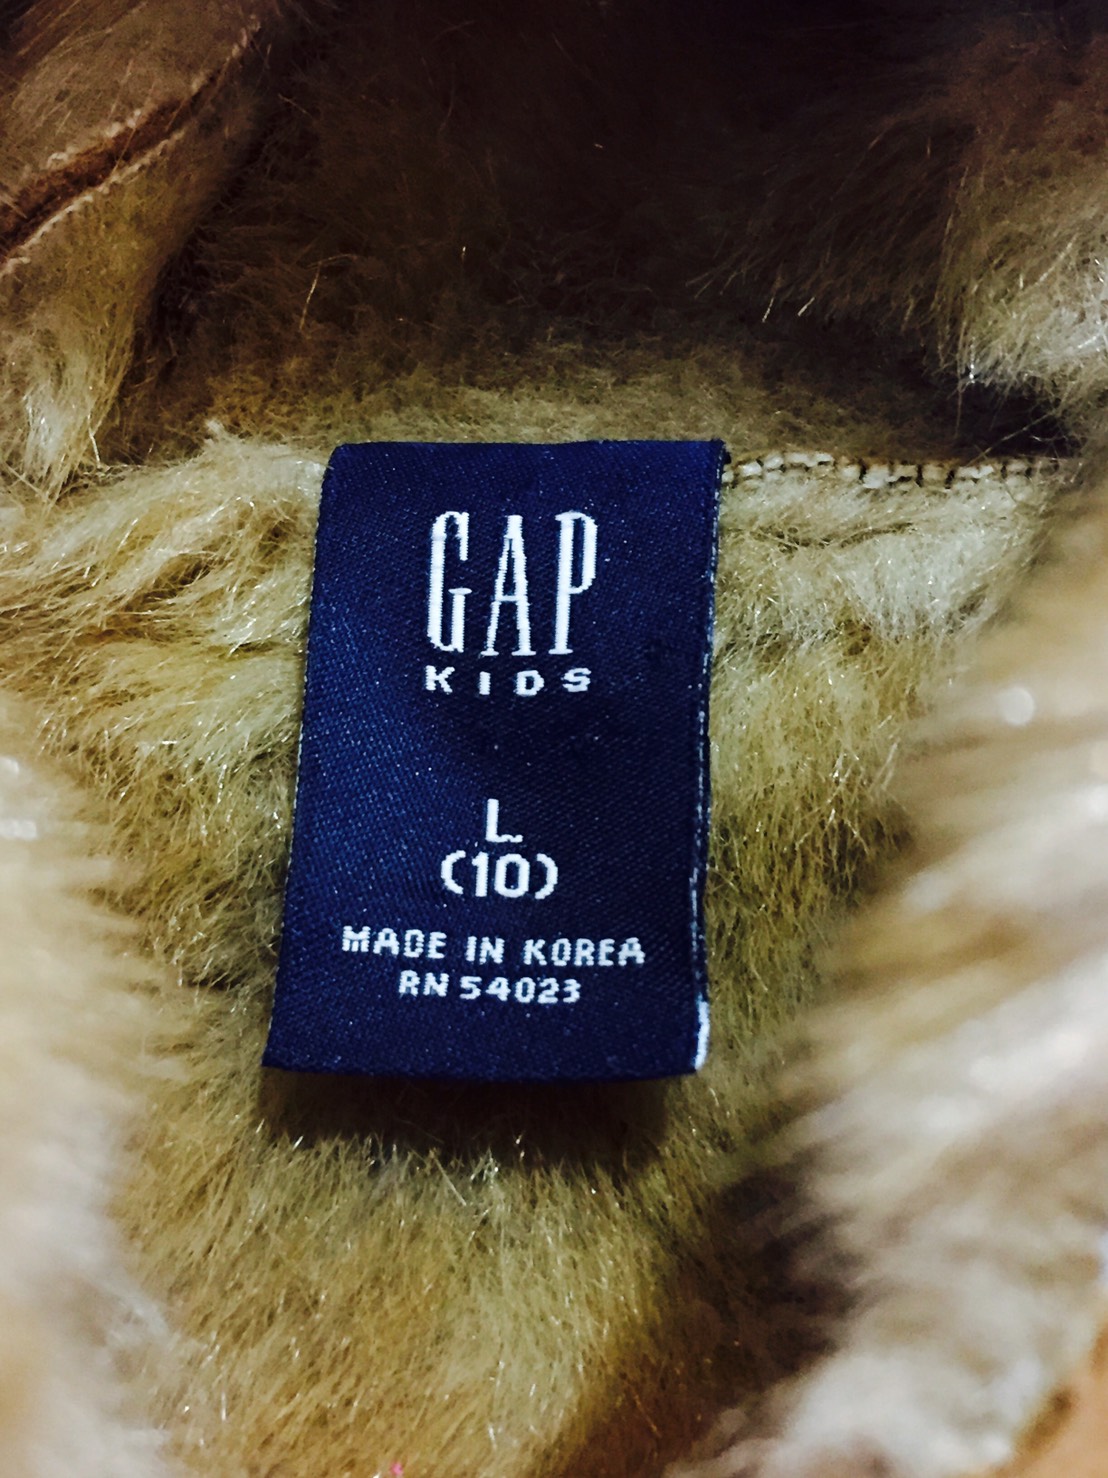 GAP
KIDS
L
(10)
MADE IN KOREA
RN 54023